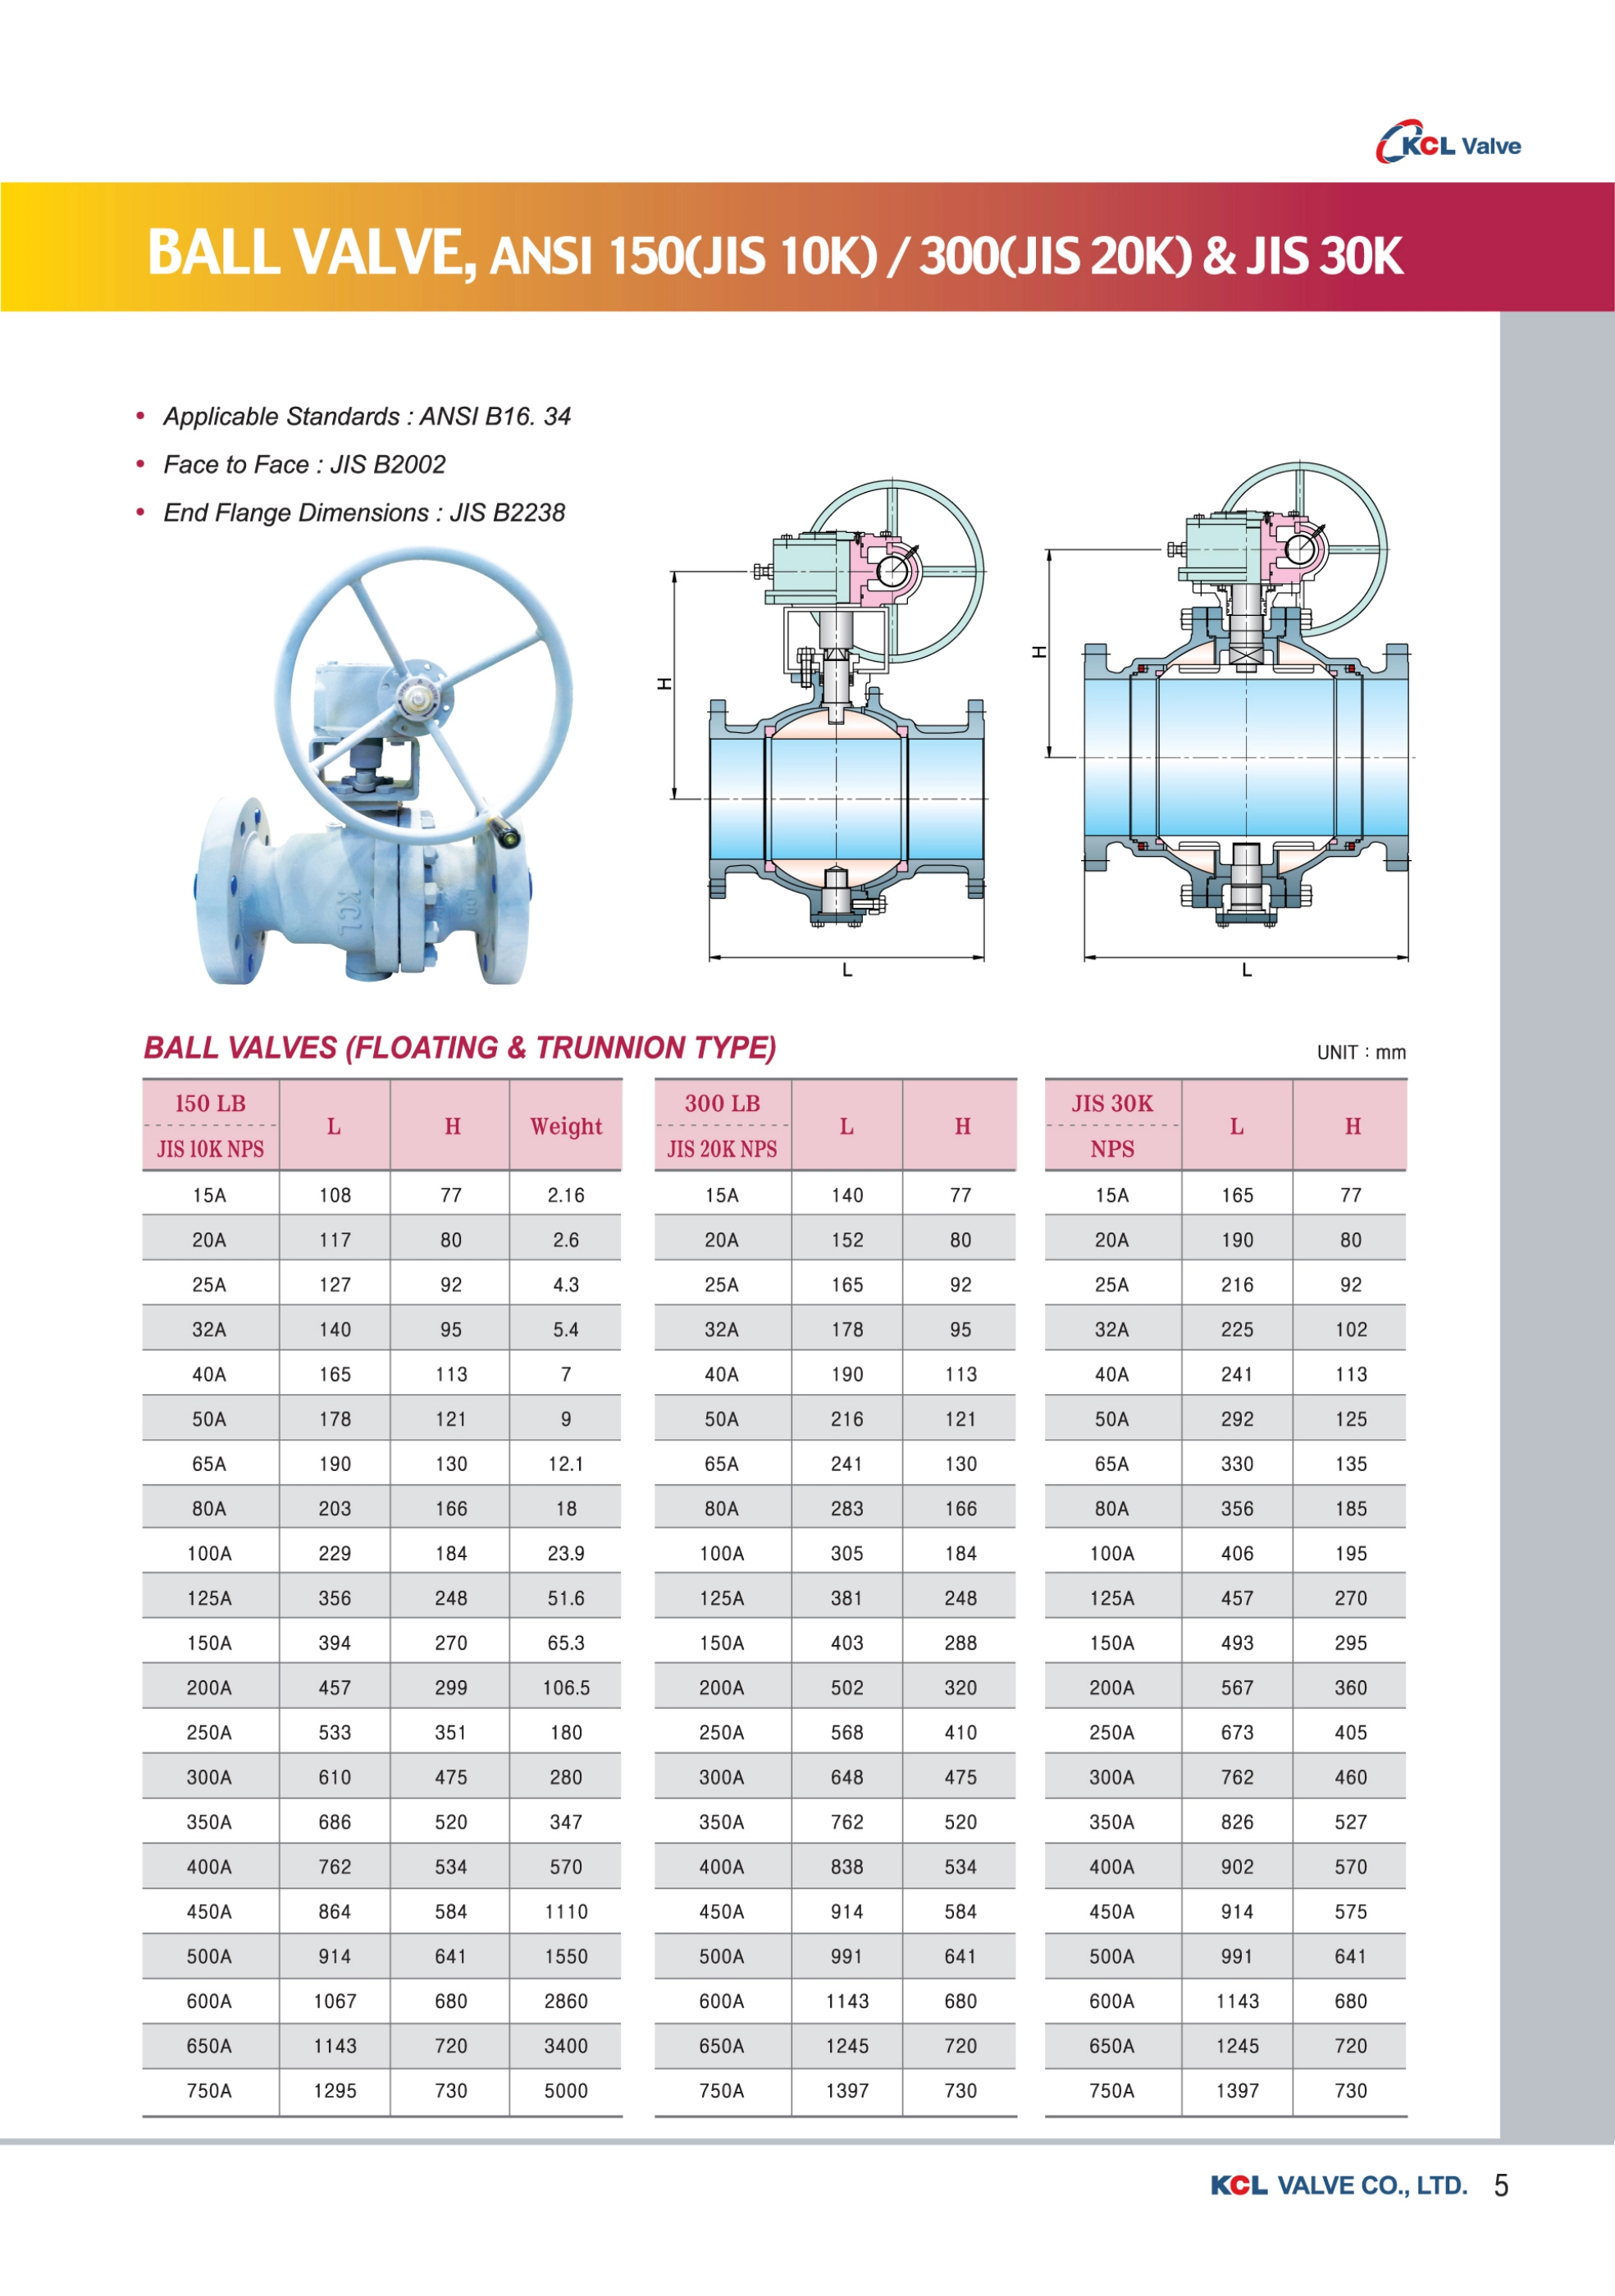 KCL Valve
BALL VALVE, ANSI 150(JIS 10K) / 300(JIS 20K) & JIS 30K
• Applicable Standards : ANSI B16. 34
• Face to Face : JIS B2002
• End Flange Dimensions : JIS B2238
KCL
H
L
H
L
BALL VALVES (FLOATING & TRUNNION TYPE)
UNIT : mm
150 LB
JIS 10K NPS
L H Weight
15A 108 77 2.16
20A 117 80 2.6
25A 127 92 4.3
32A 140 95 5.4
40A 165 113 7
50A 178 121 9
65A 190 130 12.1
80A 203 166 18
100A 229 184 23.9
125A 356 248 51.6
150A 394 270 65.3
200A 457 299 106.5
250A 533 351 180
300A 610 475 280
350A 686 520 347
400A 762 534 570
450A 864 584 1110
500A 914 641 1550
600A 1067 680 2860
650A 1143 720 3400
750A 1295 730 5000
300 LB
JIS 20K NPS
L H
15A 140 77
20A 152 80
25A 165 92
32A 178 95
40A 190 113
50A 216 121
65A 241 130
80A 283 166
100A 305 184
125A 381 248
150A 403 288
200A 502 320
250A 568 410
300A 648 475
350A 762 520
400A 838 534
450A 914 584
500A 991 641
600A 1143 680
650A 1245 720
750A 1397 730
JIS 30K
NPS
L H
15A 165 77
20A 190 80
25A 216 92
32A 225 102
40A 241 113
50A 292 125
65A 330 135
80A 356 185
100A 406 195
125A 457 270
150A 493 295
200A 567 360
250A 673 405
300A 762 460
350A 826 527
400A 902 570
450A 914 575
500A 991 641
600A 1143 680
650A 1245 720
750A 1397 730
KCL VALVE CO., LTD. 5